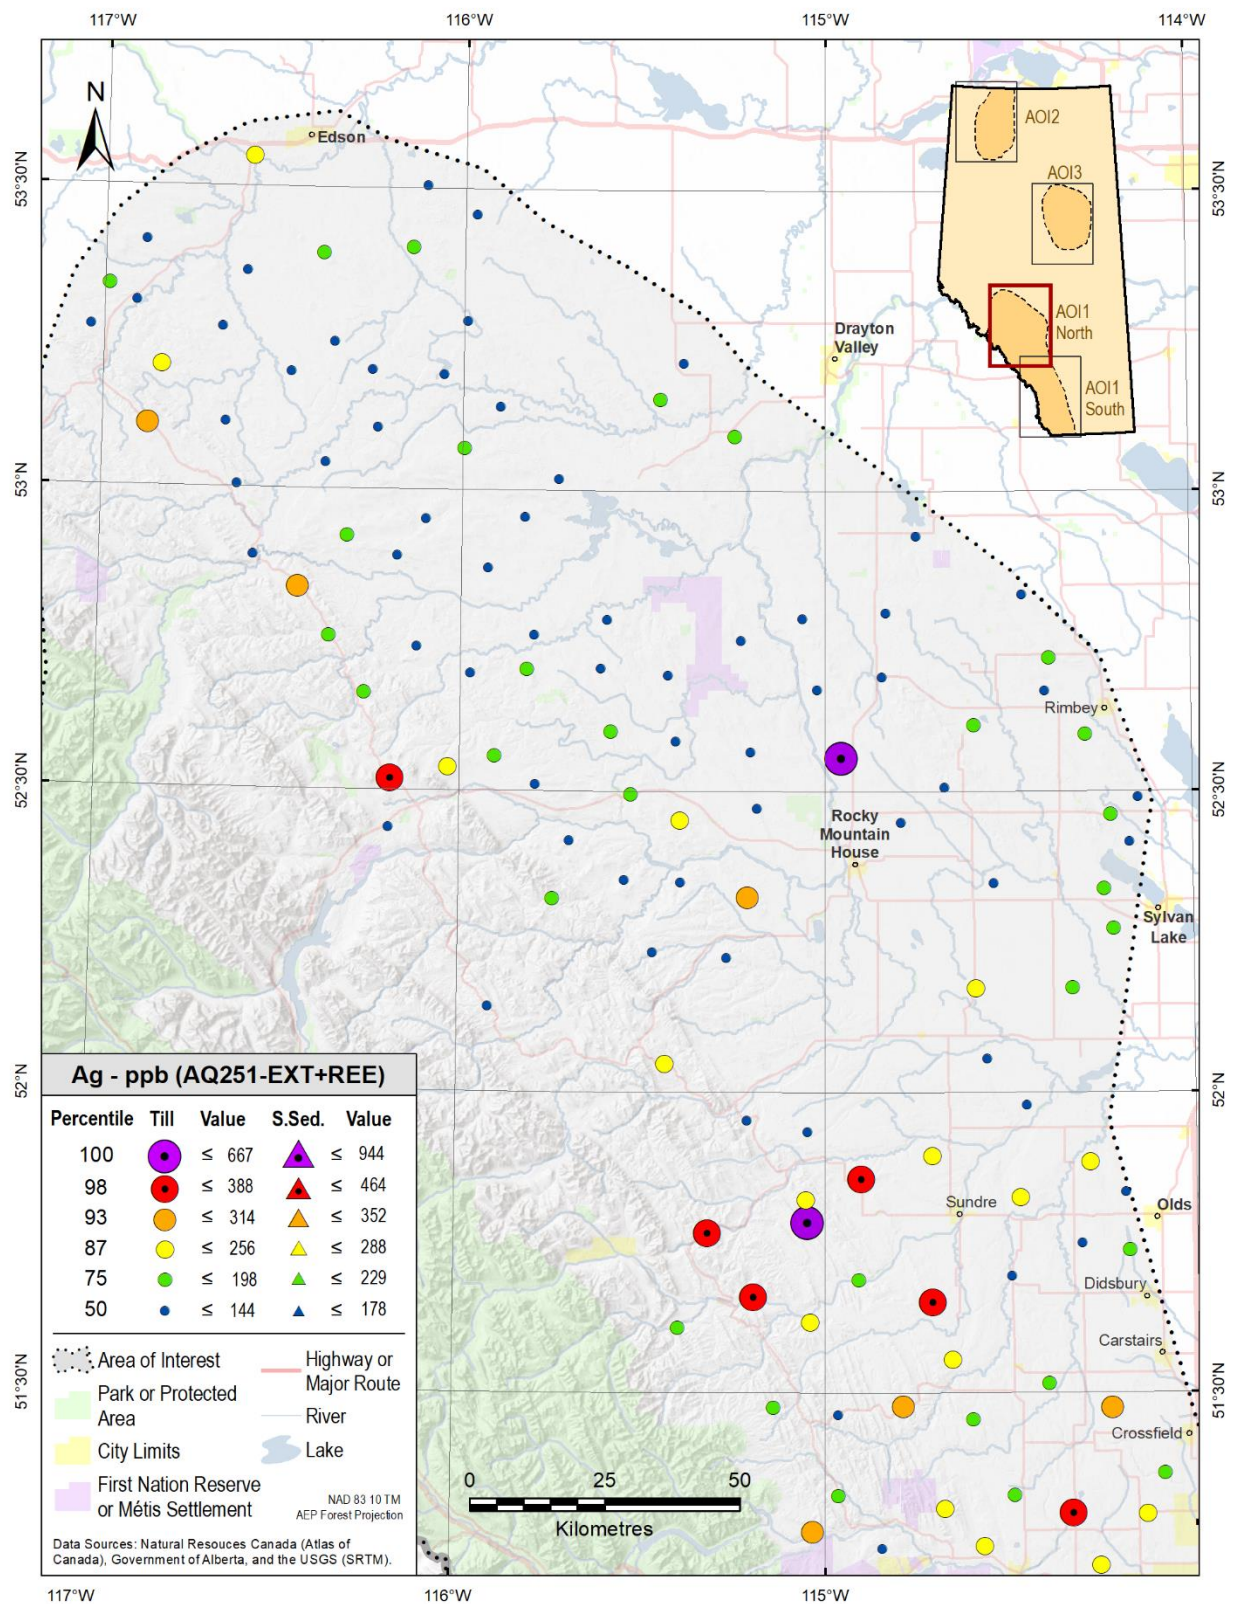 117°W 116°W 115°W 114°W
N
Edson
AOI2
AOI3
AOI1
North
AOI1
South
53°30'N 53°30'N
Drayton
Valley
53°N 53°N
Rimbey
52°30'N 52°30'N
Rocky
Mountain
House
Sylvan
Lake
52°N 52°N
Sundre
Olds
Didsbury
Carstairs
51°30'N 51°30'N
Crossfield
Ag - ppb (AQ251-EXT+REE)
Percentile Till Value S.Sed. Value
100 ≤ 667 ≤ 944
98 ≤ 388 ≤ 464
93 ≤ 314 ≤ 352
87 ≤ 256 ≤ 288
75 ≤ 198 ≤ 229
50 ≤ 144 ≤ 178
Area of Interest
Park or Protected
Area
City Limits
First Nation Reserve
or Métis Settlement
Highway or
Major Route
River
Lake
NAD 83 10 TM
AEP Forest Projection
Data Sources: Natural Resouces Canada (Atlas of
Canada), Government of Alberta, and the USGS (SRTM).
0 25 50
Kilometres
117°W 116°W 115°W 114°W